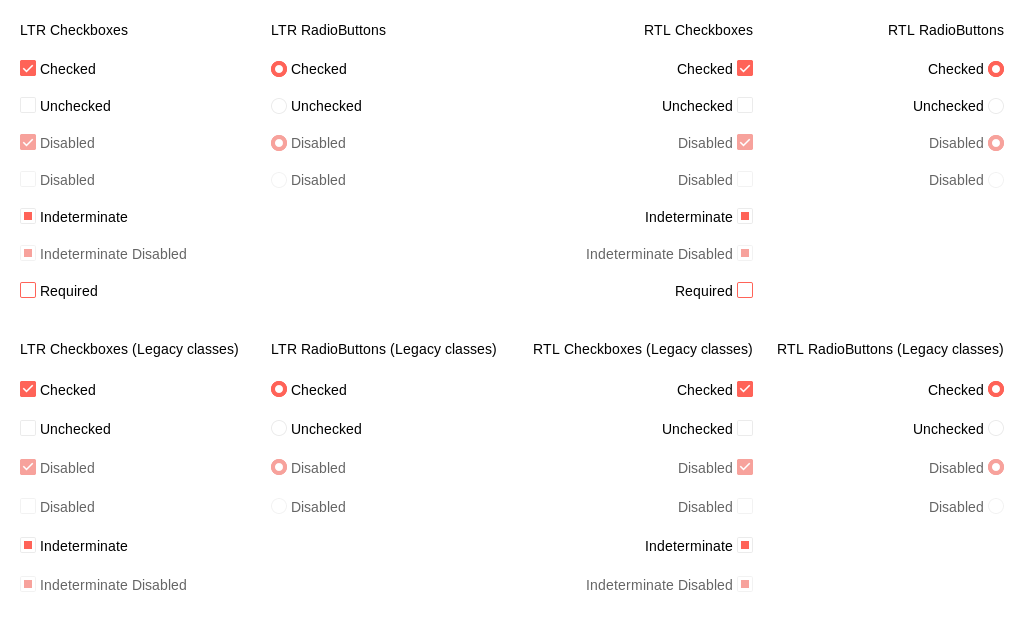 LTR Checkboxes
Checked
Unchecked
Disabled
Disabled
Indeterminate
Indeterminate Disabled
Required
LTR RadioButtons
Checked
Unchecked
Disabled
Disabled
RTL Checkboxes
Checked
Unchecked
Disabled
Disabled
Indeterminate
Indeterminate Disabled
Required
RTL RadioButtons
Checked
Unchecked
Disabled
Disabled
LTR Checkboxes (Legacy classes)
Checked
Unchecked
Disabled
Disabled
Indeterminate
Indeterminate Disabled
LTR RadioButtons (Legacy classes)
Checked
Unchecked
Disabled
Disabled
RTL Checkboxes (Legacy classes)
Checked
Unchecked
Disabled
Disabled
Indeterminate
Indeterminate Disabled
RTL RadioButtons (Legacy classes)
Checked
Unchecked
Disabled
Disabled